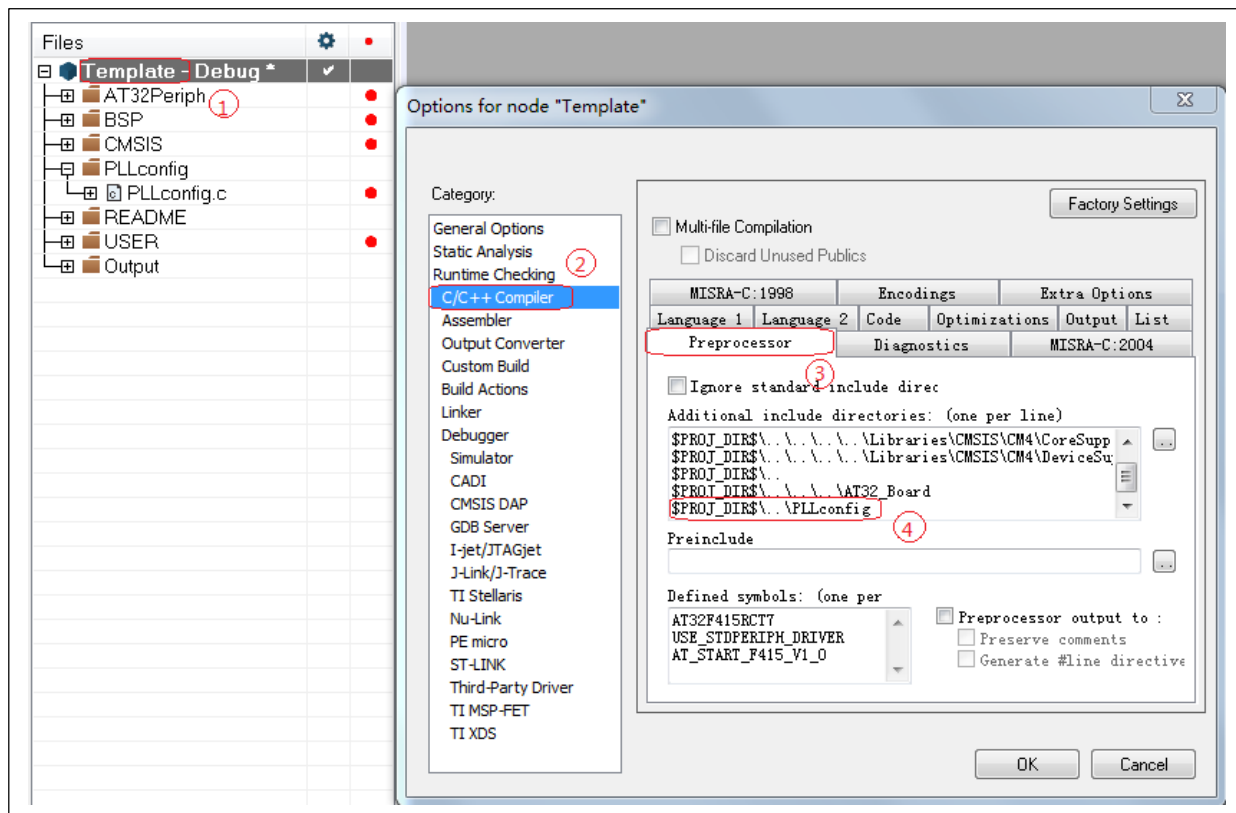 Files
Template - Debug *
AT32Periph
1
BSP
CMSIS
PLLconfig
PLLconfig.c
README
USER
Output
Options for node "Template"
Category:
General Options
Static Analysis
Runtime Checking
2
C/C++ Compiler
Assembler
Output Converter
Custom Build
Build Actions
Linker
Debugger
Simulator
CADI
CMSIS DAP
GDB Server
I-jet/JTAGjet
J-Link/J-Trace
TI Stellaris
Nu-Link
PE micro
ST-LINK
Third-Party Driver
TI MSP-FET
TI XDS
Factory Settings
Multi-file Compilation
Discard Unused Publics
MISRA-C:1998 Encodings Extra Options
Language 1 Language 2 Code Optimizations Output List
Preprocessor Diagnostics MISRA-C:2004
3
Ignore standard include direc
Additional include directories: (one per line)
$PROJ_DIR$\..\..\..\..\Libraries\CMSIS\CM4\CoreSupp
$PROJ_DIR$\..\..\..\..\Libraries\CMSIS\CM4\DeviceSu
$PROJ_DIR$\..
$PROJ_DIR$\..\..\..\AT32_Board
$PROJ_DIR$\..\PLLconfig
4
Preinclude
Defined symbols: (one per
AT32F415RCT7
USE_STDPERIPH_DRIVER
AT_START_F415_V1_0
Preprocessor output to :
Preserve comments
Generate #line directive
OK Cancel